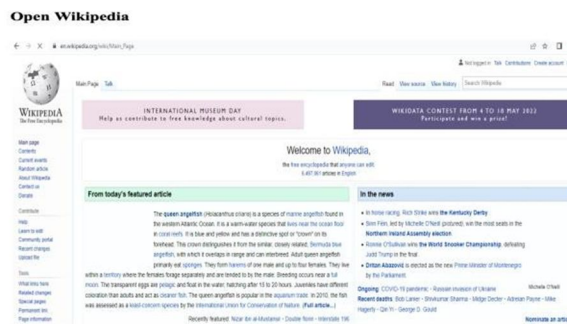 Open Wikipedia
en.wikipedia.org/wiki/Main_Page
Not logged in Talk Contributions Create account
Main Page Talk
Read View source View history Search Wikipedia
WIKIPEDIA
The Free Encyclopedia
INTERNATIONAL MUSEUM DAY
Help us contribute to free knowledge about cultural topics.
WIKIDATA CONTEST FROM 4 TO 10 MAY 2022
Participate and win a prize!
Main page
Contents
Current events
Random article
About Wikipedia
Contact us
Donate
Contribute
Help
Learn to edit
Community portal
Recent changes
Upload file
Tools
What links here
Related changes
Special pages
Permanent link
Page information
Welcome to Wikipedia,
the free encyclopedia that anyone can edit.
articles in English
From today's featured article
The queen angelfish (Holacanthus ciliaris) is a species of marine angelfish found in
the western Atlantic Ocean. It is a warm-water species that lives near the ocean floor
in coral reefs. It is blue and yellow and has a distinctive spot or "crown" on its
forehead. This crown distinguishes it from the similar, closely related, Bermuda blue
angelfish, with which it overlaps in range and can interbreed. Adult queen angelfish
primarily eat sponges. They form harems of one male and up to four females. They live
within a territory where the females forage separately and are tended to by the male. Breeding occurs near a full
moon. The transparent eggs are pelagic and float in the water, hatching after 15 to 20 hours. Juveniles have different
coloration than adults and act as cleaner fish. The queen angelfish is popular in the aquarium trade. In 2010, the fish
was assessed as a least-concern species by the International Union for Conservation of Nature. (Full article...)
Recently featured: Nizar ibn al-Mustansir · Double Nickel · Interstate 196
In the news
In horse racing, Rich Strike wins the Kentucky Derby.
Sinn Féin, led by Michelle O'Neill (pictured), win the most seats in the
Northern Ireland Assembly election.
Ronnie O'Sullivan wins the World Snooker Championship, defeating
Judd Trump in the final.
Dritan Abazović is elected as the new Prime Minister of Montenegro
by the Parliament.
Michelle O'Neill
Ongoing: COVID-19 pandemic · Russian invasion of Ukraine
Recent deaths: Bob Lanier · Shivkumar Sharma · Midge Decter · Adreian Payne · Mike
Hagerty · Qin Yi · George D. Gould
Nominate an